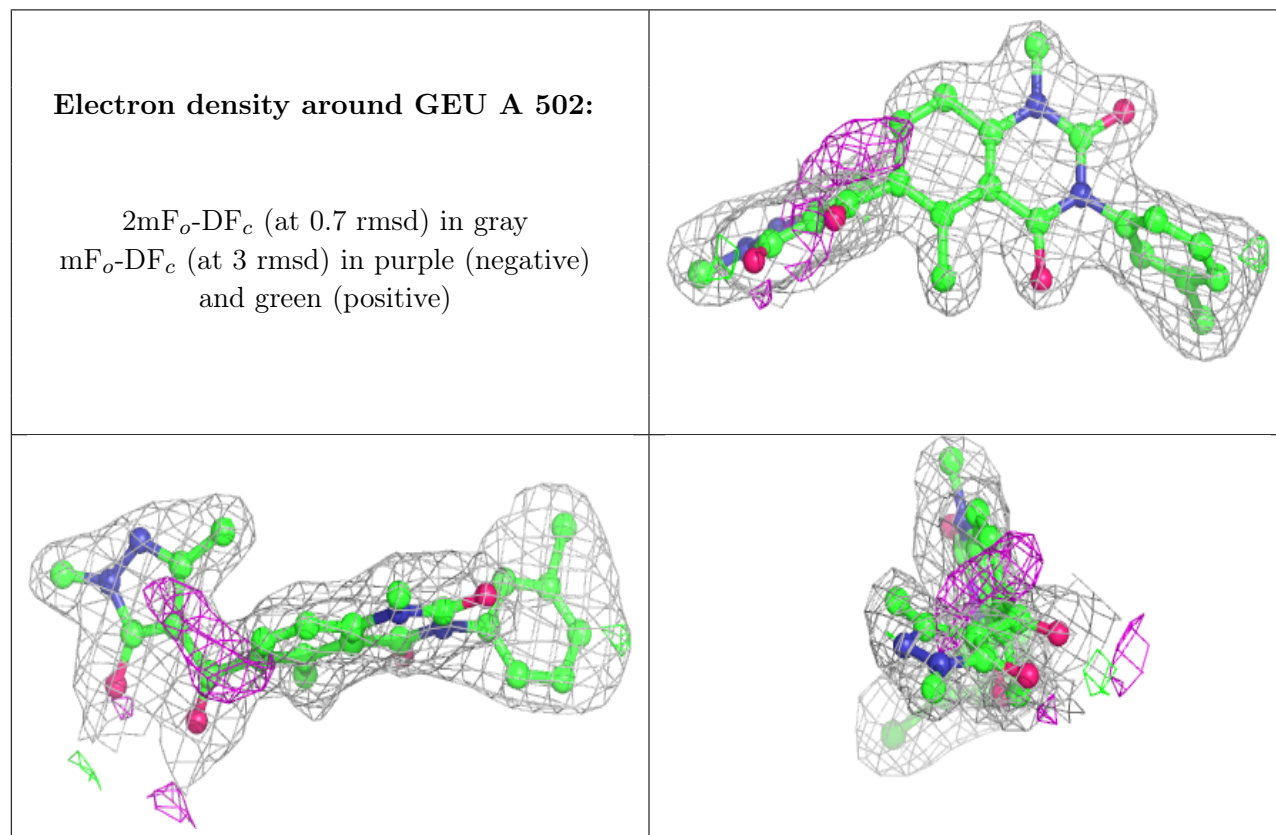 Electron density around GEU A 502:
2mFo-DFc (at 0.7 rmsd) in gray
mFo-DFc (at 3 rmsd) in purple (negative)
and green (positive)